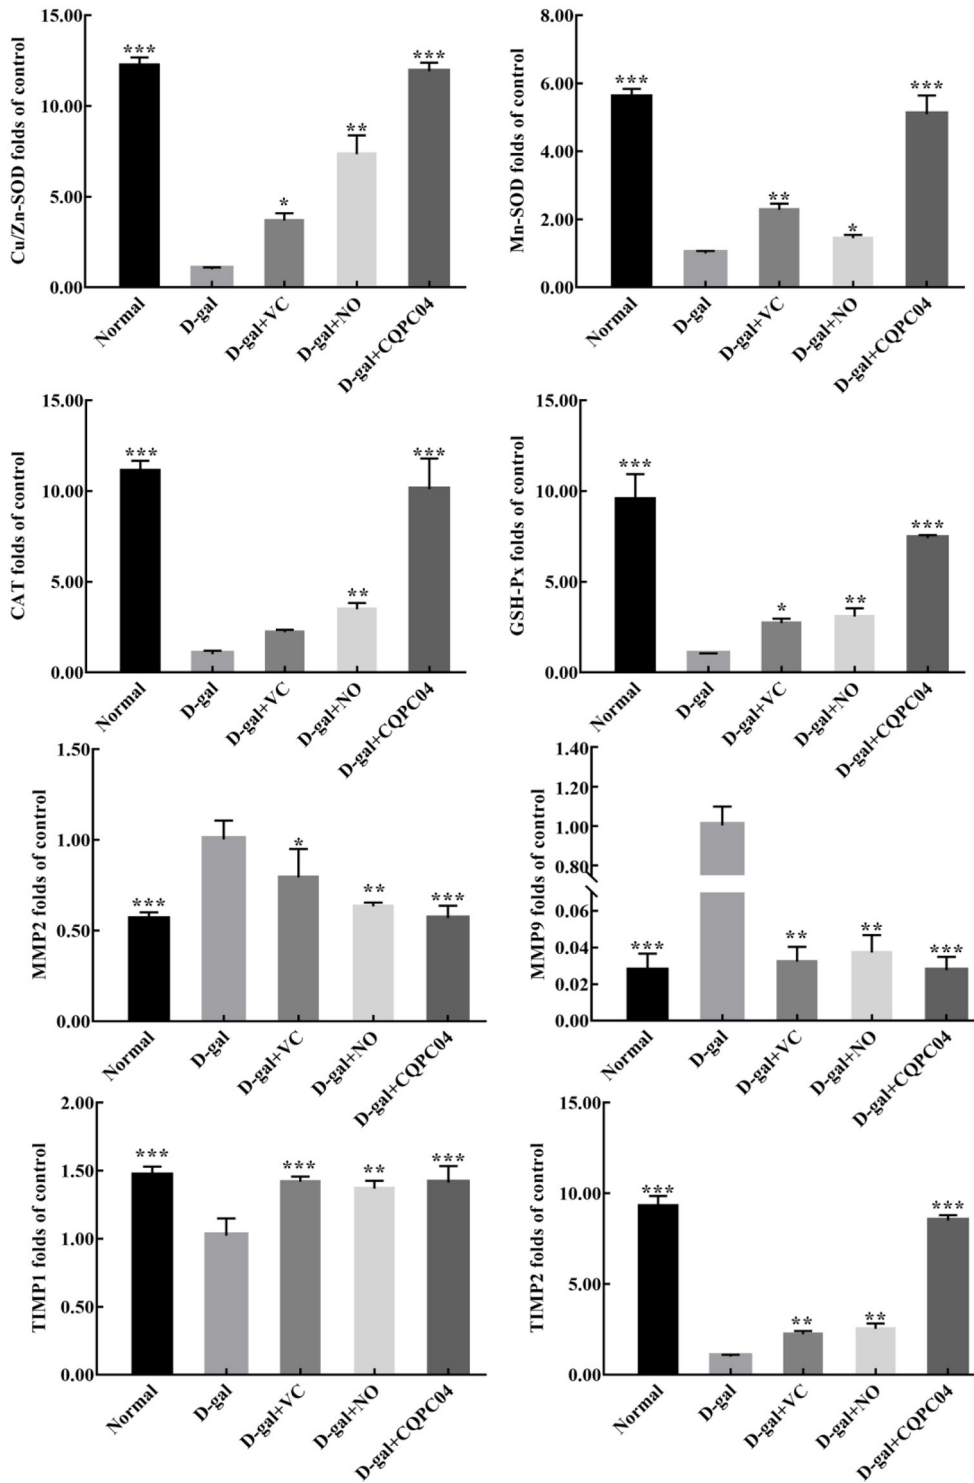 Cu/Zn-SOD folds of control
15.00
10.00
5.00
0.00
***
*
**
***
Normal
D-gal
D-gal+VC
D-gal+NO
D-gal+CQPC04
Mn-SOD folds of control
8.00
6.00
4.00
2.00
0.00
***
**
*
***
Normal
D-gal
D-gal+VC
D-gal+NO
D-gal+CQPC04
CAT folds of control
15.00
10.00
5.00
0.00
***
**
***
Normal
D-gal
D-gal+VC
D-gal+NO
D-gal+CQPC04
GSH-Px folds of control
15.00
10.00
5.00
0.00
***
*
**
***
Normal
D-gal
D-gal+VC
D-gal+NO
D-gal+CQPC04
MMP2 folds of control
1.50
1.00
0.50
0.00
***
*
**
***
Normal
D-gal
D-gal+VC
D-gal+NO
D-gal+CQPC04
MMP9 folds of control
1.40
1.20
1.00
0.80
0.06
0.04
0.02
0.00
***
**
**
***
Normal
D-gal
D-gal+VC
D-gal+NO
D-gal+CQPC04
TIMP1 folds of control
2.00
1.50
1.00
0.50
0.00
***
***
**
***
Normal
D-gal
D-gal+VC
D-gal+NO
D-gal+CQPC04
TIMP2 folds of control
15.00
10.00
5.00
0.00
***
**
**
***
Normal
D-gal
D-gal+VC
D-gal+NO
D-gal+CQPC04